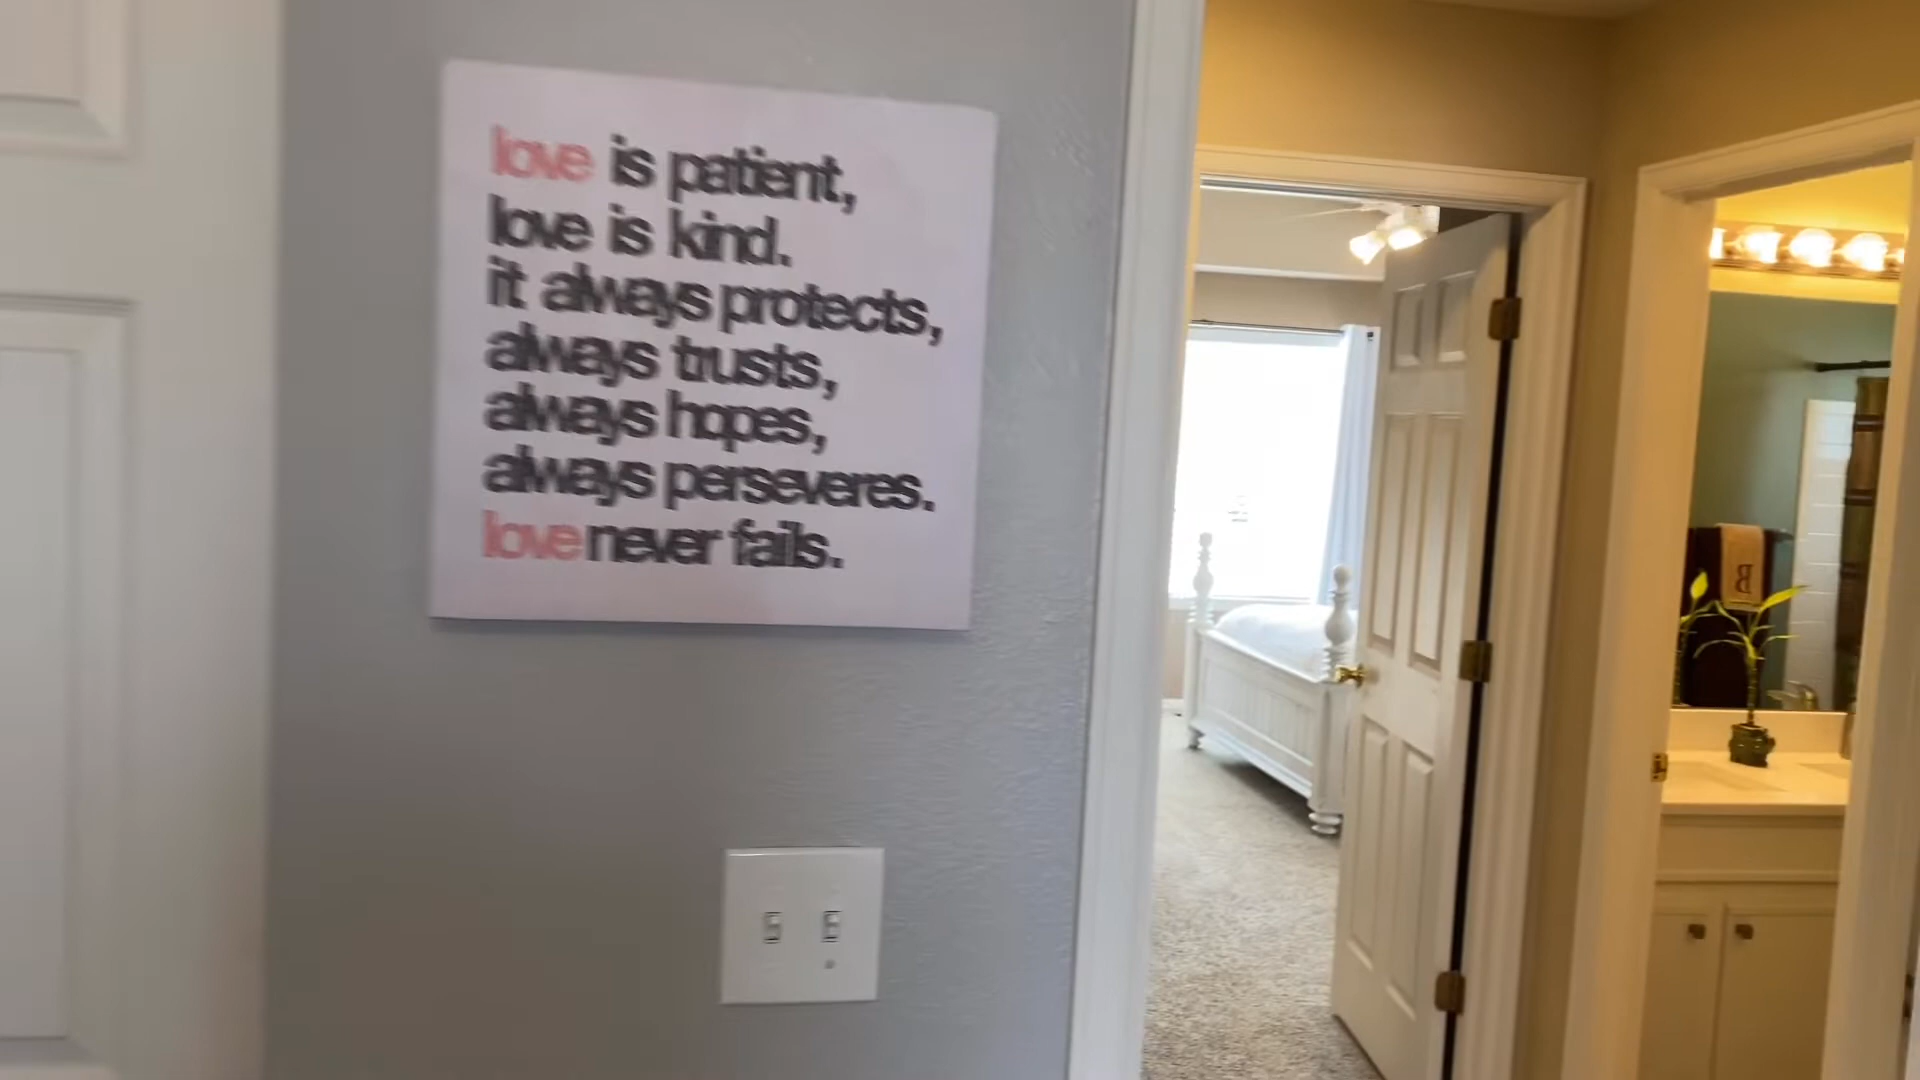 love is patient,
love is kind.
it always protects,
always trusts,
always hopes,
always perseveres.
love never fails.
B